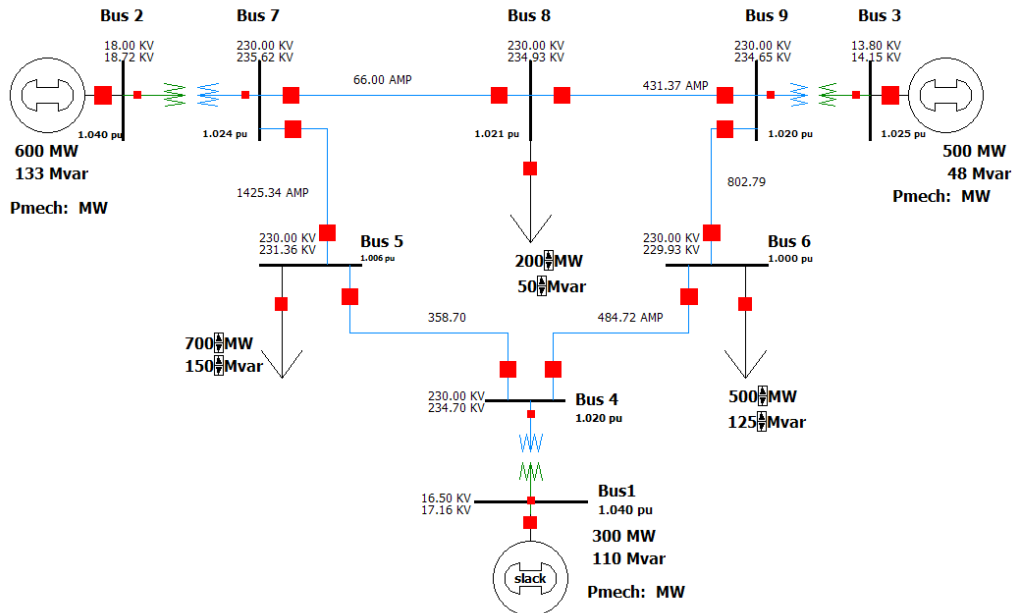 Bus 2
Bus 7
Bus 8
Bus 9
Bus 3
18.00 KV
18.72 KV
230.00 KV
235.62 KV
230.00 KV
234.93 KV
230.00 KV
234.65 KV
13.80 KV
14.15 KV
66.00 AMP
431.37 AMP
1.040 pu
1.024 pu
1.021 pu
1.020 pu
1.025 pu
600 MW
133 Mvar
Pmech: MW
500 MW
48 Mvar
Pmech: MW
1425.34 AMP
802.79
230.00 KV
231.36 KV
Bus 5
1.006 pu
200 MW
50 Mvar
230.00 KV
229.93 KV
Bus 6
1.000 pu
358.70
484.72 AMP
700 MW
150 Mvar
500 MW
125 Mvar
230.00 KV
234.70 KV
Bus 4
1.020 pu
16.50 KV
17.16 KV
Bus1
1.040 pu
300 MW
110 Mvar
slack
Pmech: MW